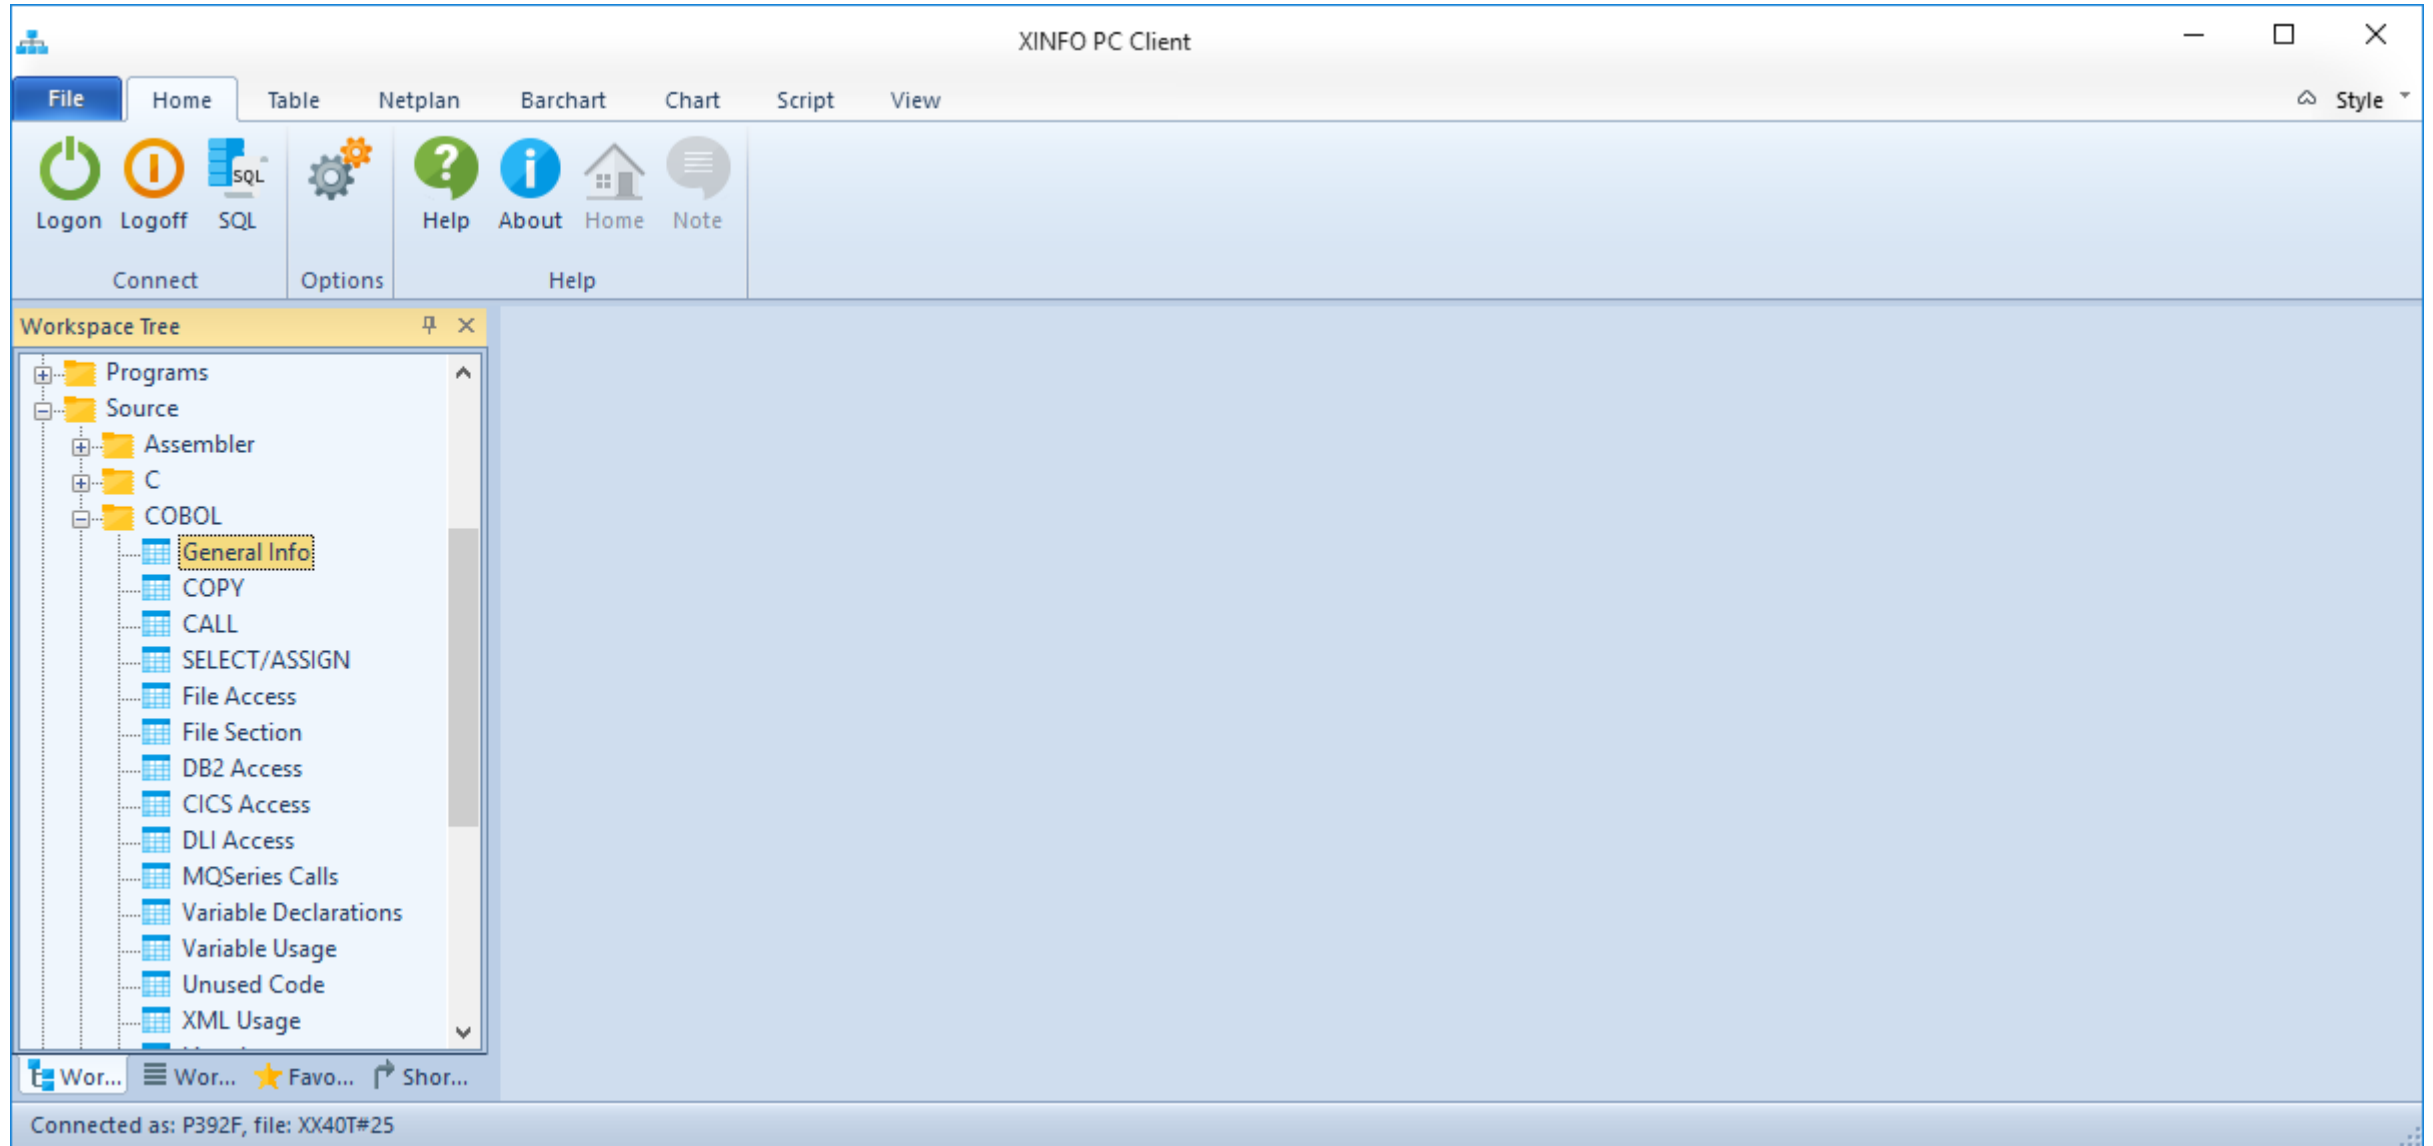 XINFO PC Client
File Home Table Netplan Barchart Chart Script View Style
SQL
Logon Logoff SQL Help About Home Note
Connect Options Help
Workspace Tree
Programs
Source
Assembler
C
COBOL
General Info
COPY
CALL
SELECT/ASSIGN
File Access
File Section
DB2 Access
CICS Access
DLI Access
MQSeries Calls
Variable Declarations
Variable Usage
Unused Code
XML Usage
Wor... Wor... Favo... Shor...
Connected as: P392F, file: XX40T#25